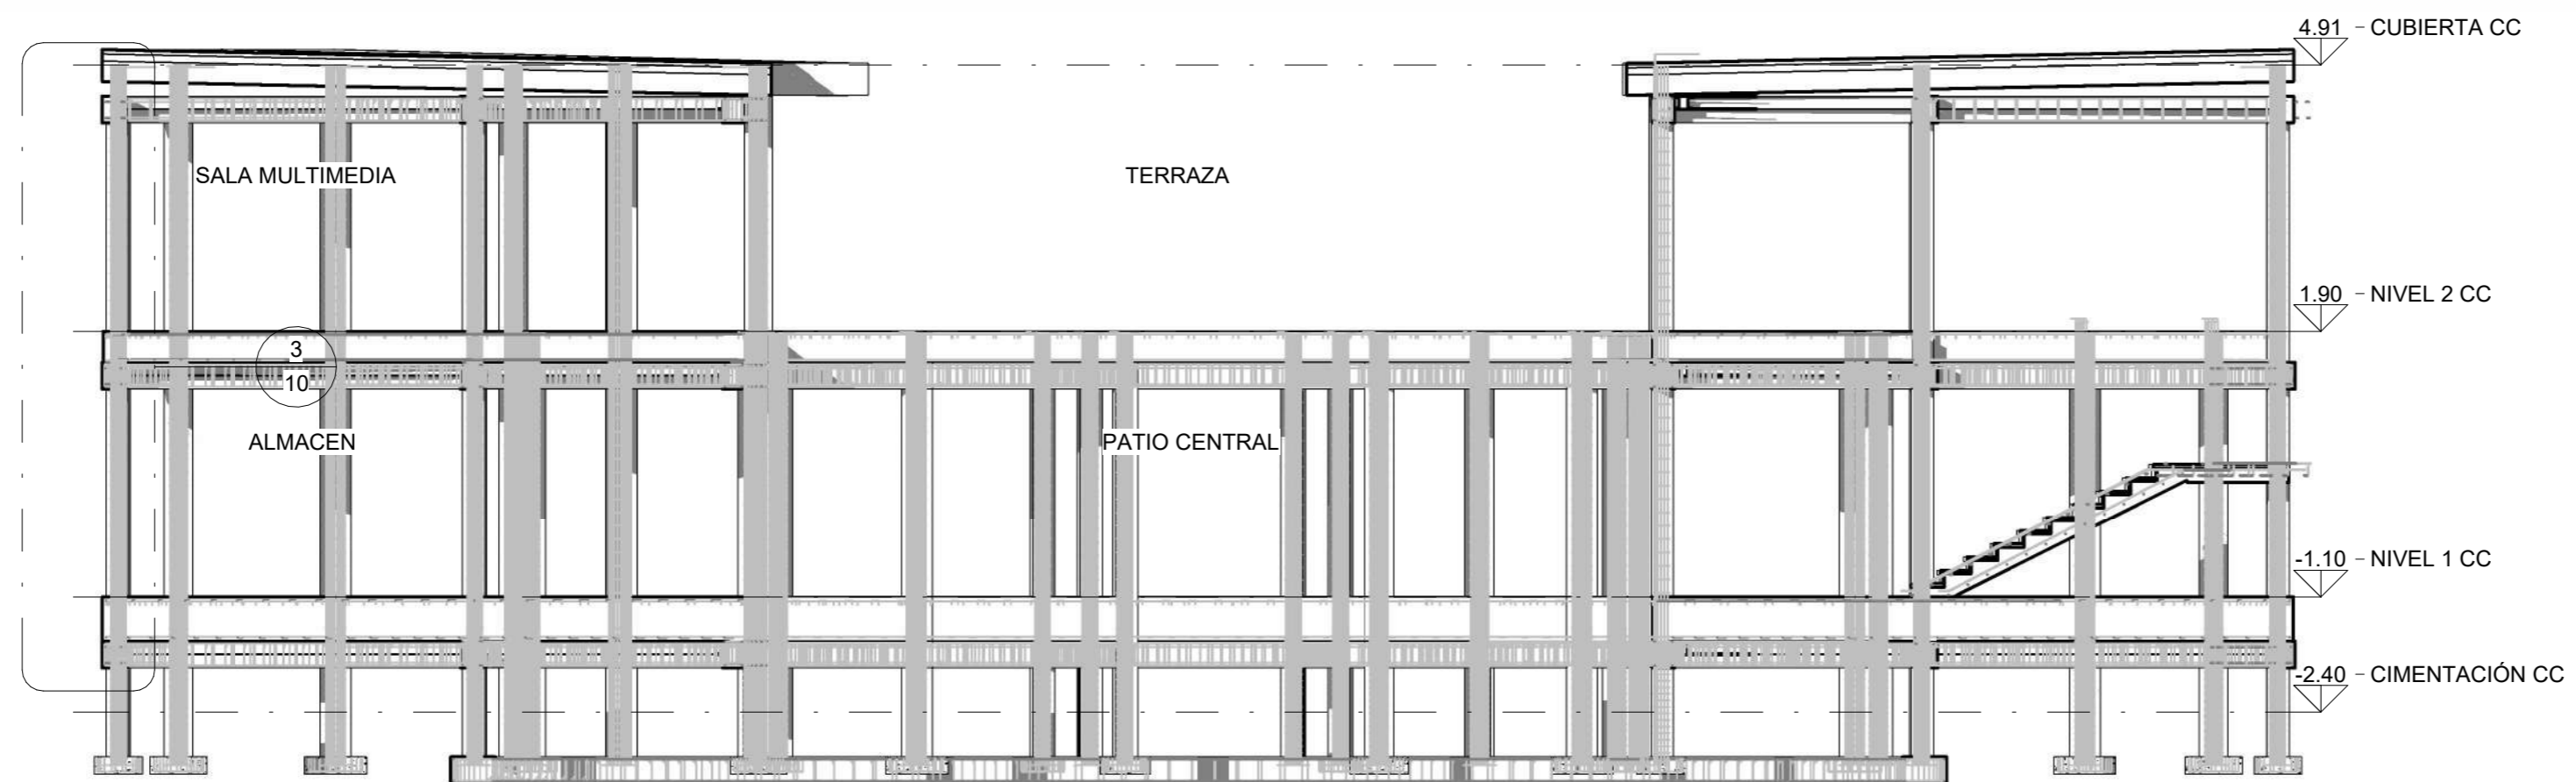 4.91 CUBIERTA CC
SALA MULTIMEDIA
TERRAZA
1.90 NIVEL 2 CC
3
10
ALMACEN
PATIO CENTRAL
-1.10 NIVEL 1 CC
-2.40 CIMENTACIÓN CC